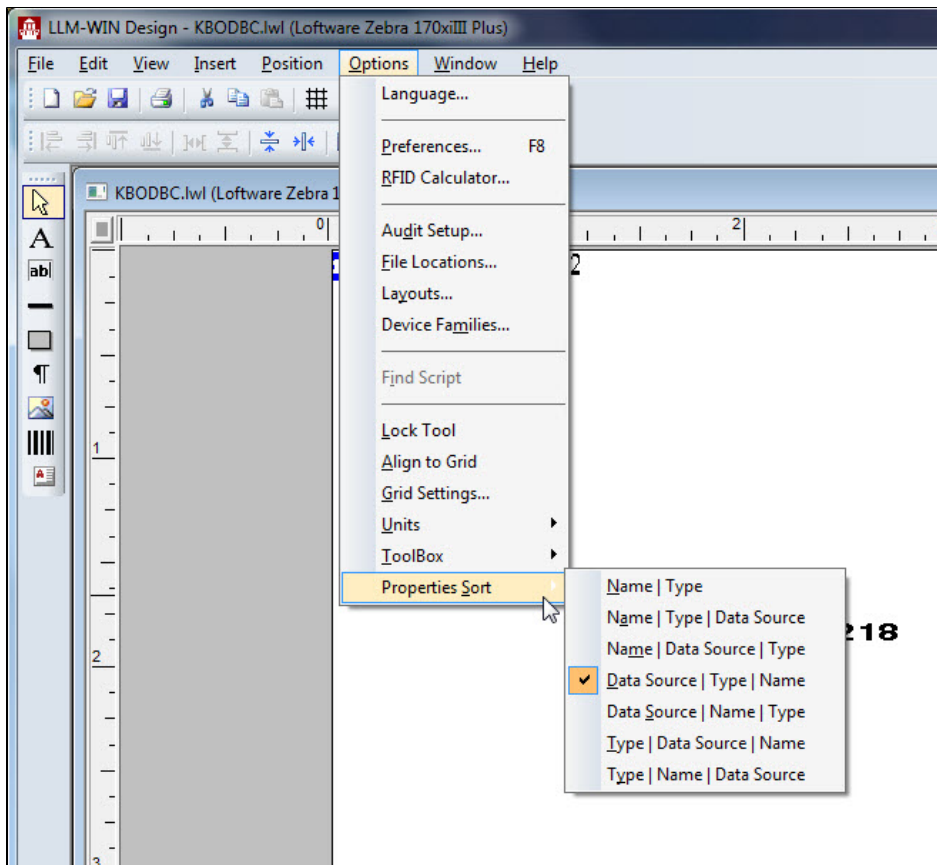 LLM-WIN Design - KBODBC.lwl (Loftware Zebra 170xiIII Plus)
File Edit View Insert Position Options Window Help
Language...
Preferences... F8
RFID Calculator...
KBODBC.lwl (Loftware Zebra 1
0 2
A
ab|
Audit Setup...
File Locations...
2
Layouts...
Device Families...
Find Script
Lock Tool
1
Align to Grid
A
Grid Settings...
Units
ToolBox
Properties Sort
Name | Type
Name | Type | Data Source
218
Name | Data Source | Type
2
Data Source | Type | Name
Data Source | Name | Type
Type | Data Source | Name
Type | Name | Data Source
3